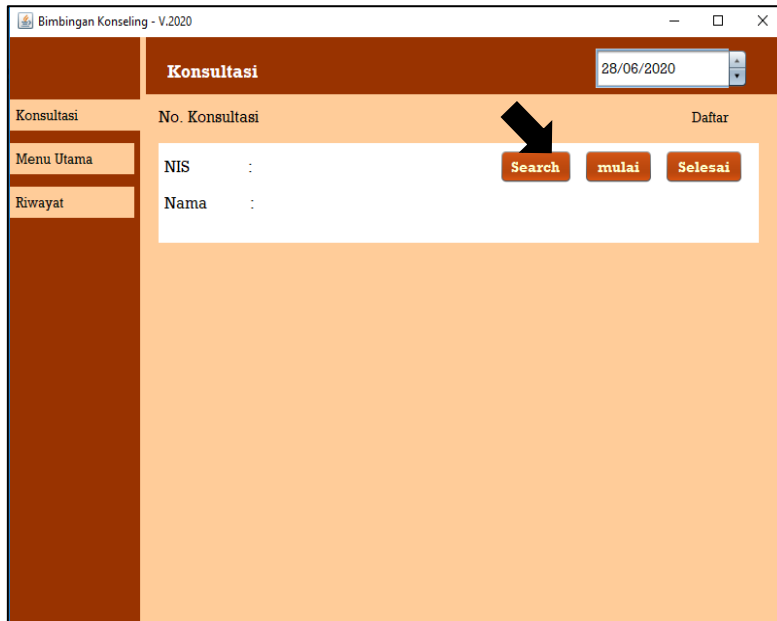 Bimbingan Konseling - V.2020
Konsultasi
28/06/2020
Konsultasi
No. Konsultasi
Daftar
Menu Utama
NIS :
Search
mulai
Selesai
Riwayat
Nama :